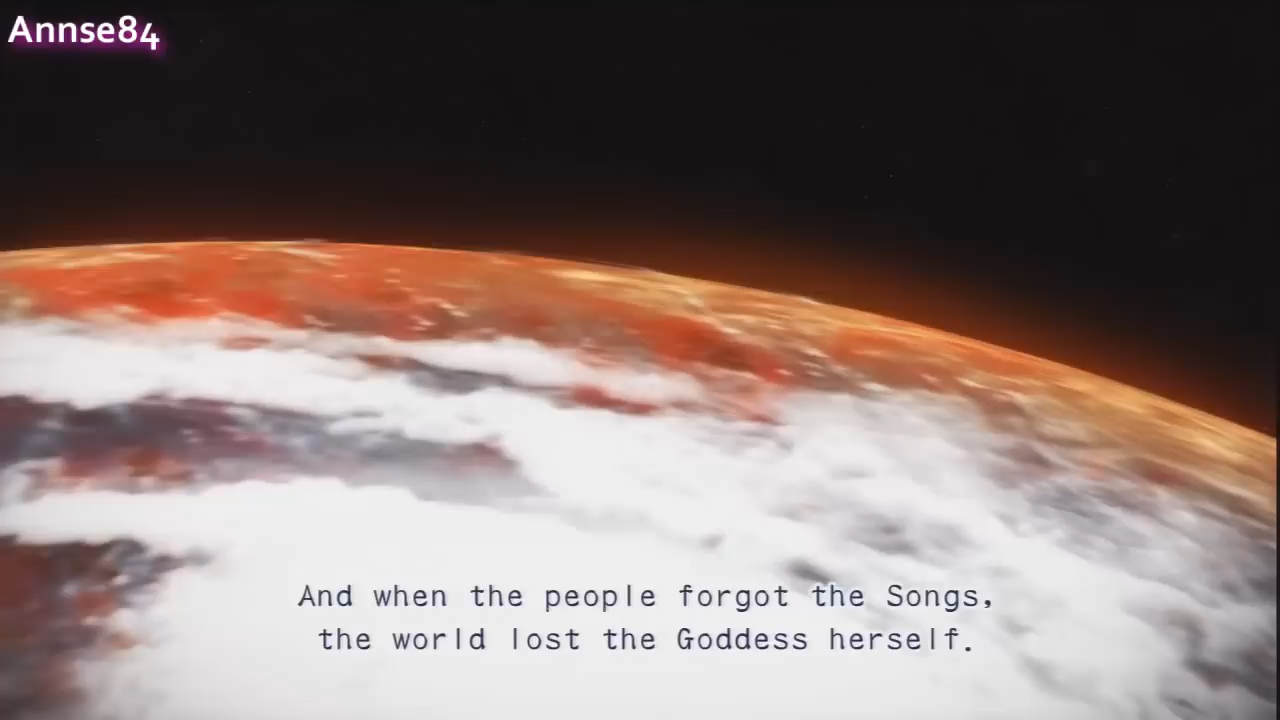 Annse84
And when the people forgot the Songs,
the world lost the Goddess herself.